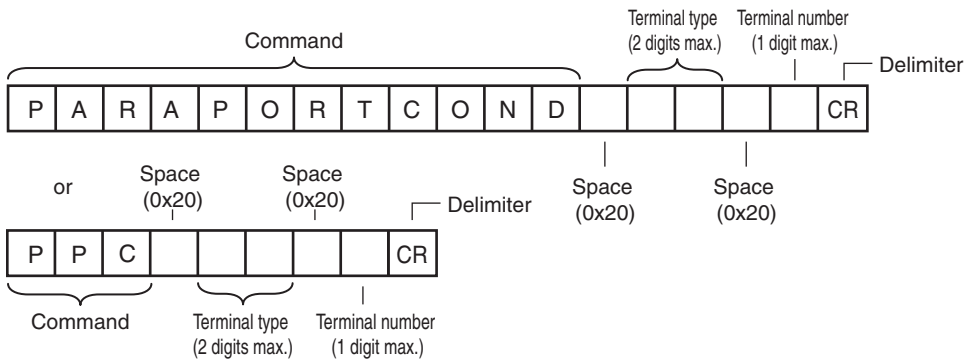 Terminal type Terminal number
Command (2 digits max.) (1 digit max.)
Delimiter
P A R A P O R T C O N D CR
or Space Space Space Space
(0x20) (0x20) (0x20) (0x20)
Delimiter
P P C CR
Command Terminal type Terminal number
(2 digits max.) (1 digit max.)